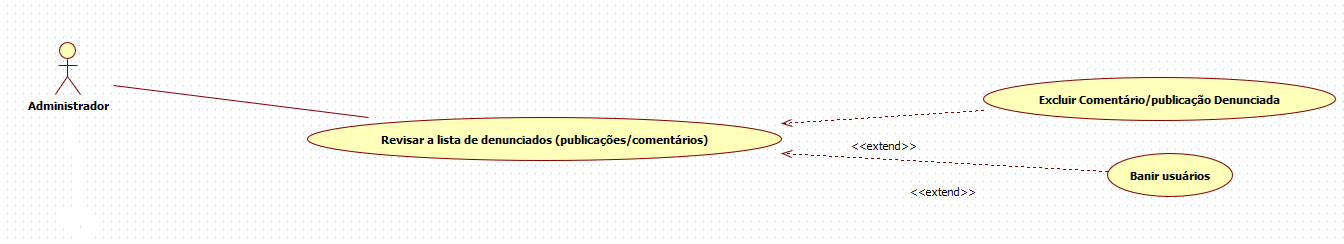 Administrador
Excluir Comentário/publicação Denunciada
Revisar a lista de denunciados (publicações/comentários)
<<extend>>
Banir usuários
<<extend>>